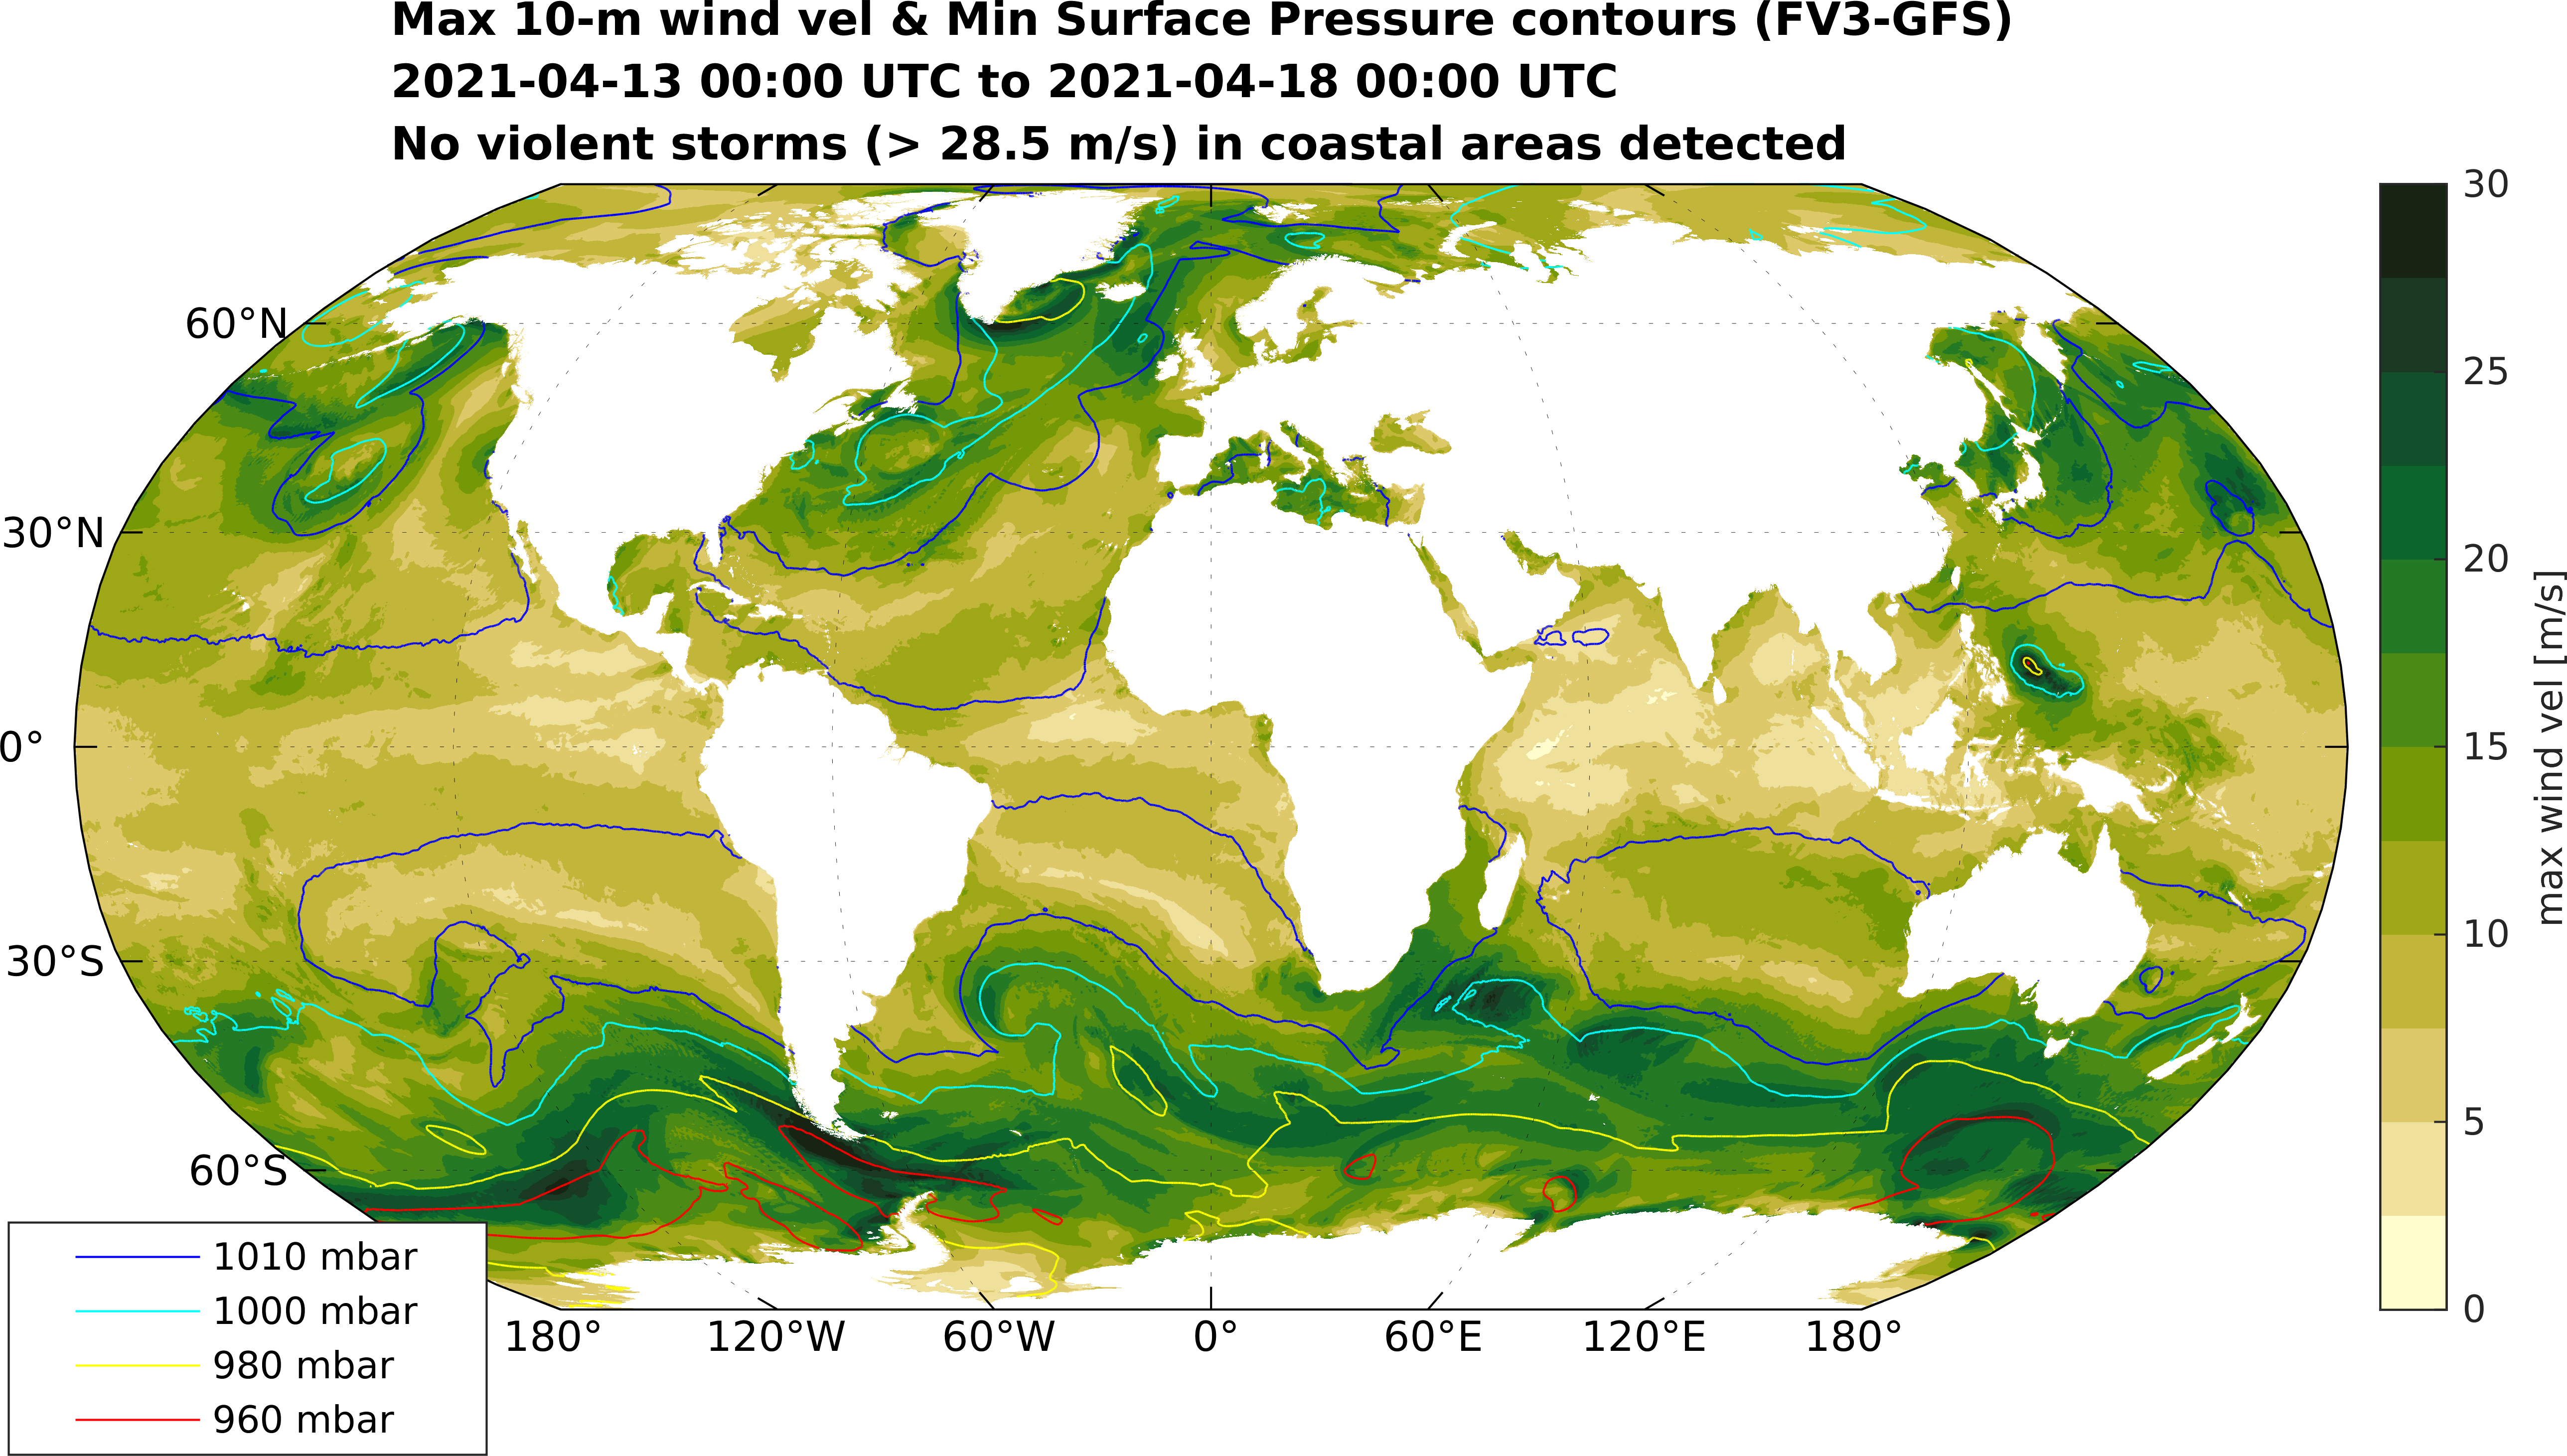 Max 10-m wind vel & Min Surface Pressure contours (FV3-GFS)
2021-04-13 00:00 UTC to 2021-04-18 00:00 UTC
No violent storms (> 28.5 m/s) in coastal areas detected
30
25
20
15
10
5
0
max wind vel [m/s]
60°N
30°N
0°
30°S
60°S
180°
120°W
60°W
0°
60°E
120°E
180°
1010 mbar
1000 mbar
980 mbar
960 mbar